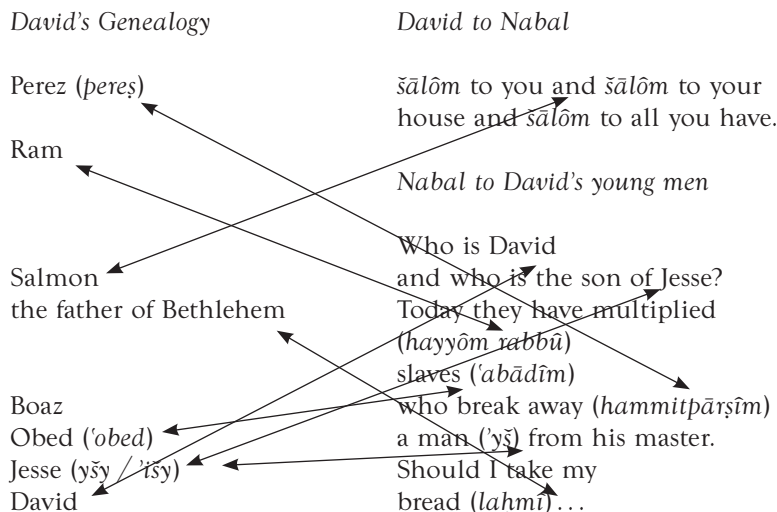 David's Genealogy
Perez (pereṣ)
Ram
Salmon
the father of Bethlehem
Boaz
Obed (ʿobed)
Jesse (yšy / ʾišy)
David
David to Nabal
šālôm to you and šālôm to your
house and šālôm to all you have.
Nabal to David's young men
Who is David
and who is the son of Jesse?
Today they have multiplied
(hayyôm rabbû)
slaves (ʿabādîm)
who break away (hammitpārṣîm)
a man (ʾyš) from his master.
Should I take my
bread (lahmî)...